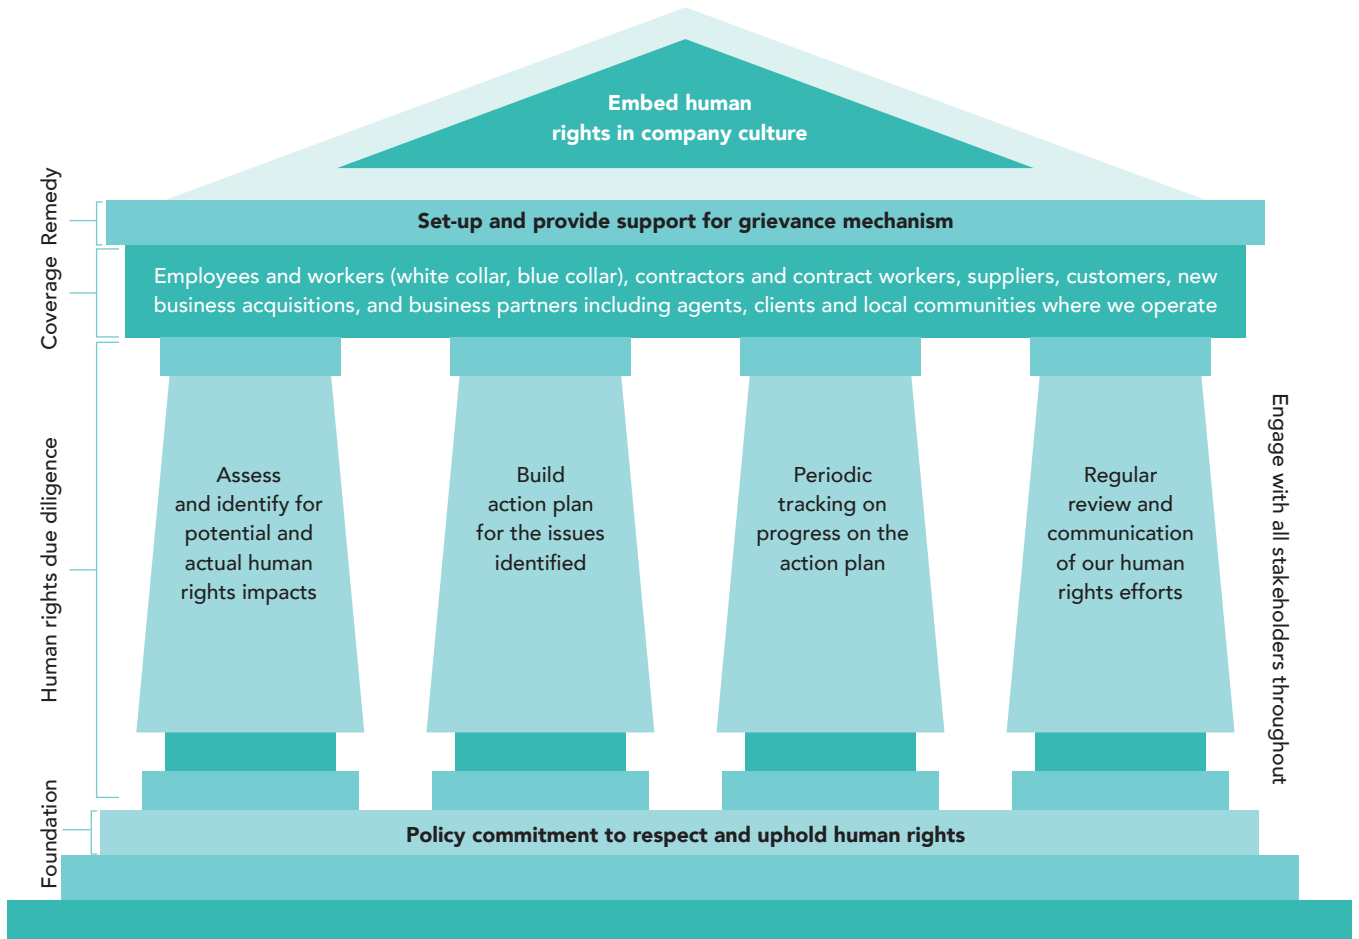 Embed human
rights in company culture
Remedy
Set-up and provide support for grievance mechanism
Coverage
Employees and workers (white collar, blue collar), contractors and contract workers, suppliers, customers, new
business acquisitions, and business partners including agents, clients and local communities where we operate
Human rights due diligence
Assess
and identify for
potential and
actual human
rights impacts
Build
action plan
for the issues
identified
Periodic
tracking on
progress on the
action plan
Regular
review and
communication
of our human
rights efforts
Engage with all stakeholders throughout
Foundation
Policy commitment to respect and uphold human rights